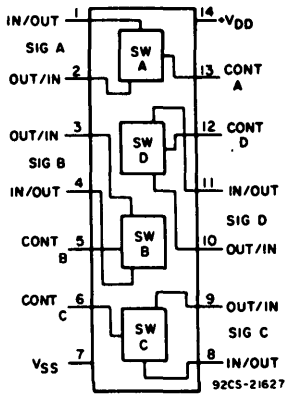 IN/OUT 1 14 +VDD
SIG A
SW A
OUT/IN 2 13 CONT A
OUT/IN 3 12 CONT D
SW D
SIG B
IN/OUT 4 11 IN/OUT
SIG D
CONT B 5 SW B 10 OUT/IN
CONT C 6 9 OUT/IN
SW C
SIG C
VSS 7 8 IN/OUT
92CS-21627